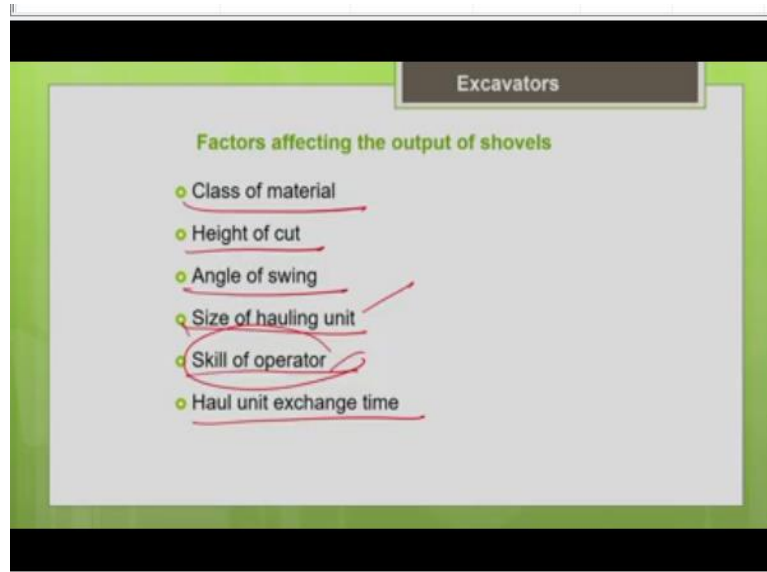 Excavators
Factors affecting the output of shovels
Class of material
Height of cut
Angle of swing
Size of hauling unit
Skill of operator
Haul unit exchange time